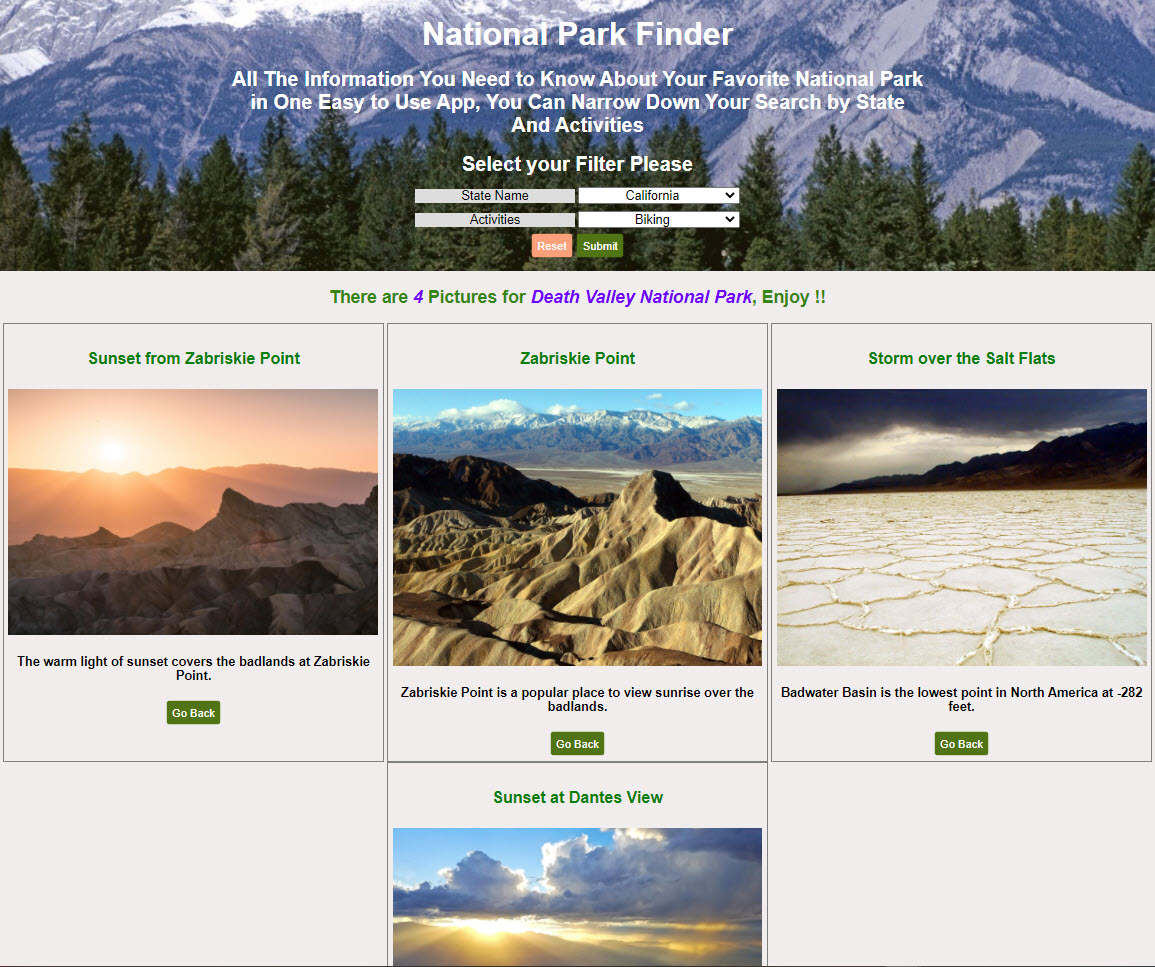 National Park Finder
All The Information You Need to Know About Your Favorite National Park
in One Easy to Use App, You Can Narrow Down Your Search by State
And Activities
Select your Filter Please
State Name California
Activities Biking
Reset Submit
There are 4 Pictures for Death Valley National Park, Enjoy !!
Sunset from Zabriskie Point
The warm light of sunset covers the badlands at Zabriskie
Point.
Go Back
Zabriskie Point
Zabriskie Point is a popular place to view sunrise over the
badlands.
Go Back
Storm over the Salt Flats
Badwater Basin is the lowest point in North America at -282
feet.
Go Back
Sunset at Dantes View